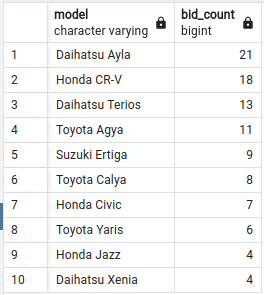 model bid_count
character varying bigint
1 Daihatsu Ayla 21
2 Honda CR-V 18
3 Daihatsu Terios 13
4 Toyota Agya 11
5 Suzuki Ertiga 9
6 Toyota Calya 8
7 Honda Civic 7
8 Toyota Yaris 6
9 Honda Jazz 4
10 Daihatsu Xenia 4